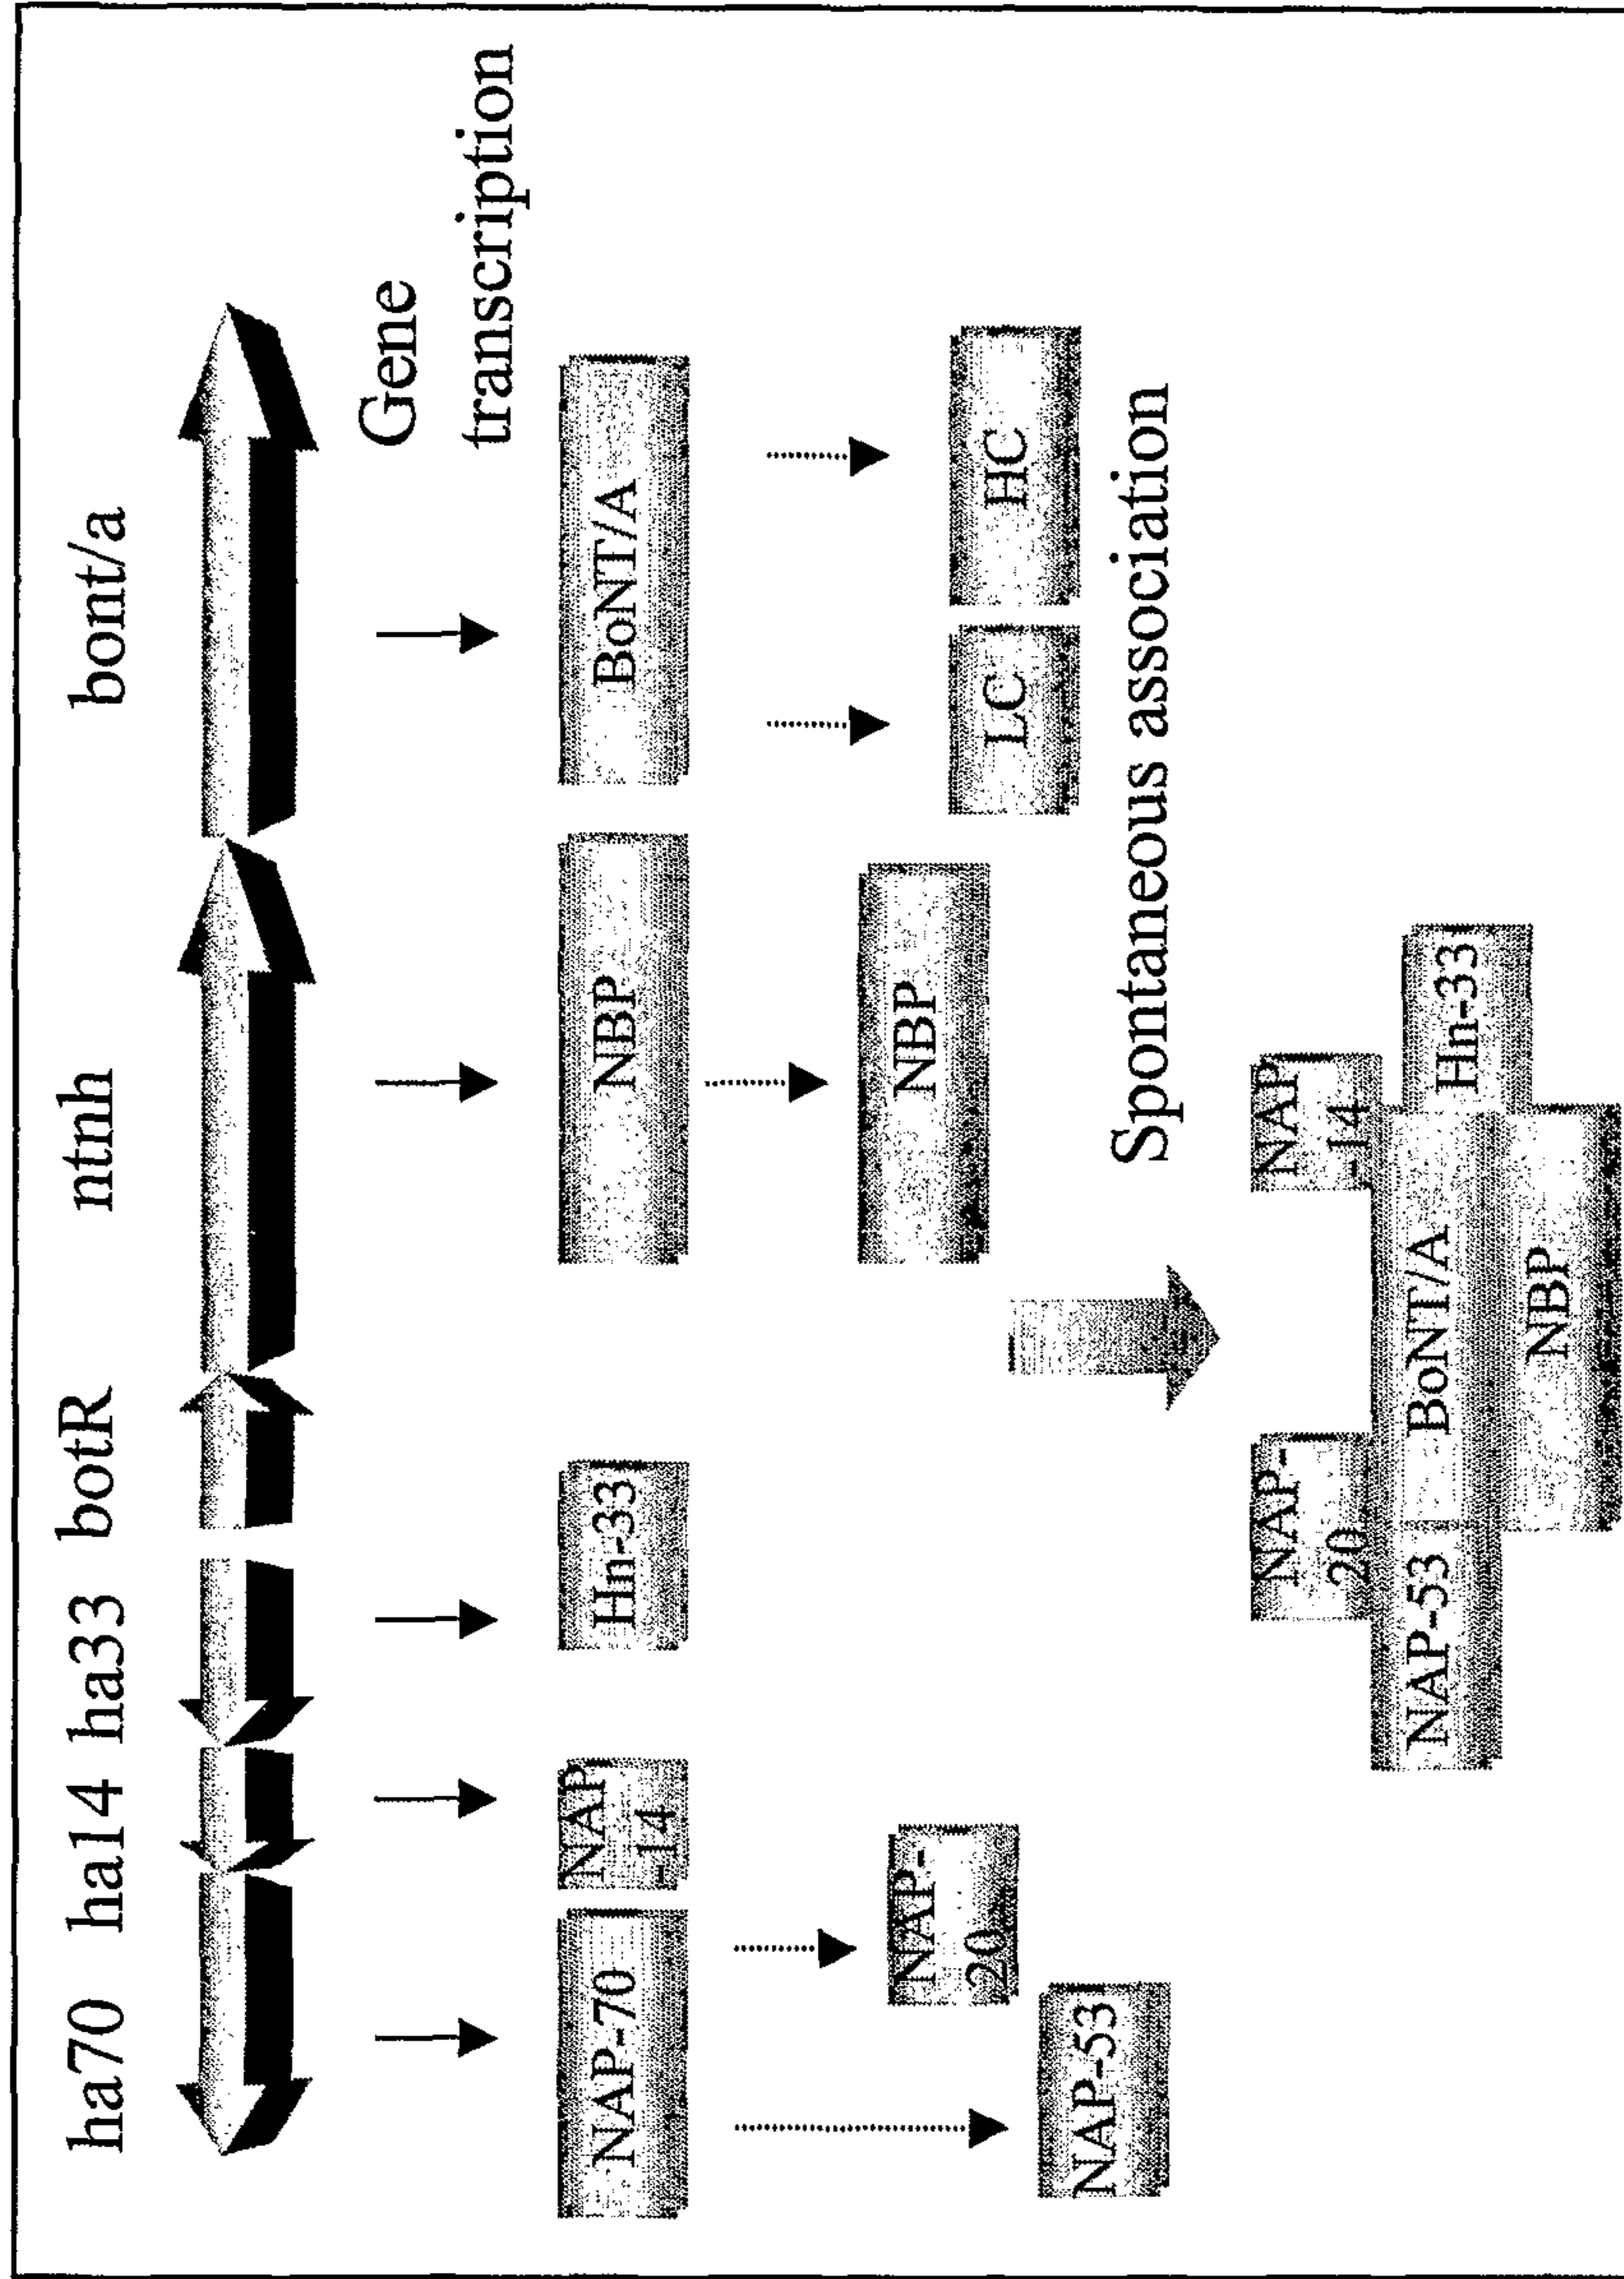 ha70 ha14 ha33 botR ntnh bont/a
Gene
transcription
NAP-70
NAP
-14
Hn-33
NBP
BoNT/A
NAP-
20
NAP-53
NBP
LC
HC
Spontaneous association
NAP-
20
NAP
-14
NAP-53
BoNT/A
Hn-33
NBP